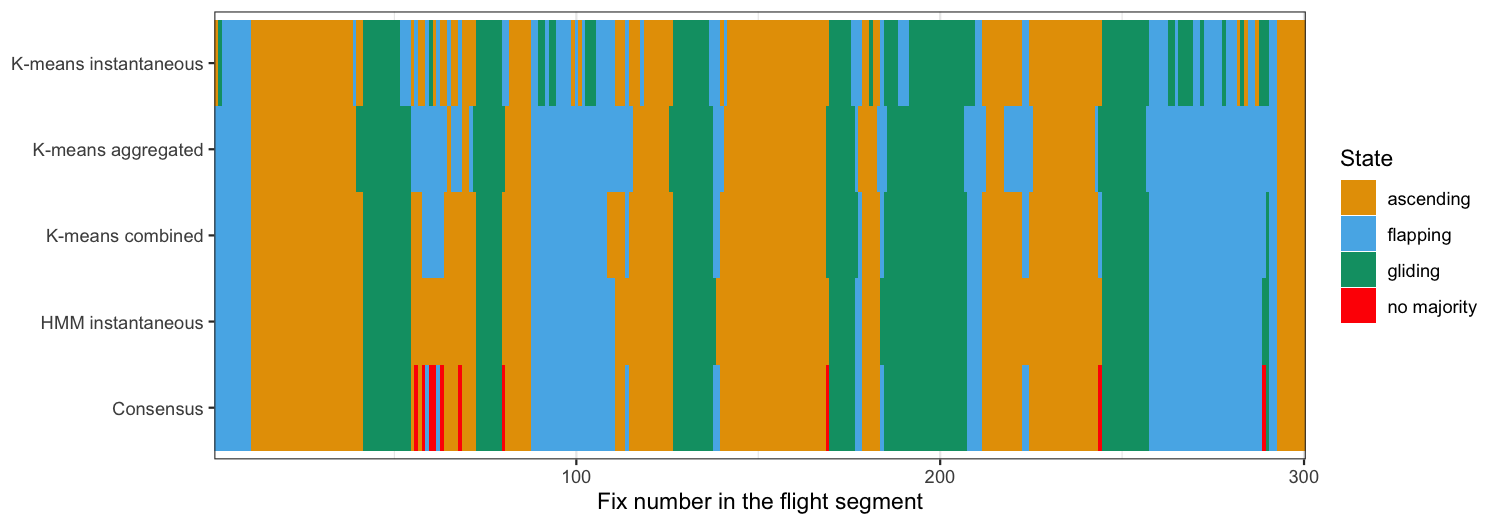 K-means instantaneous
K-means aggregated
K-means combined
HMM instantaneous
Consensus
100
200
300
Fix number in the flight segment
State
ascending
flapping
gliding
no majority